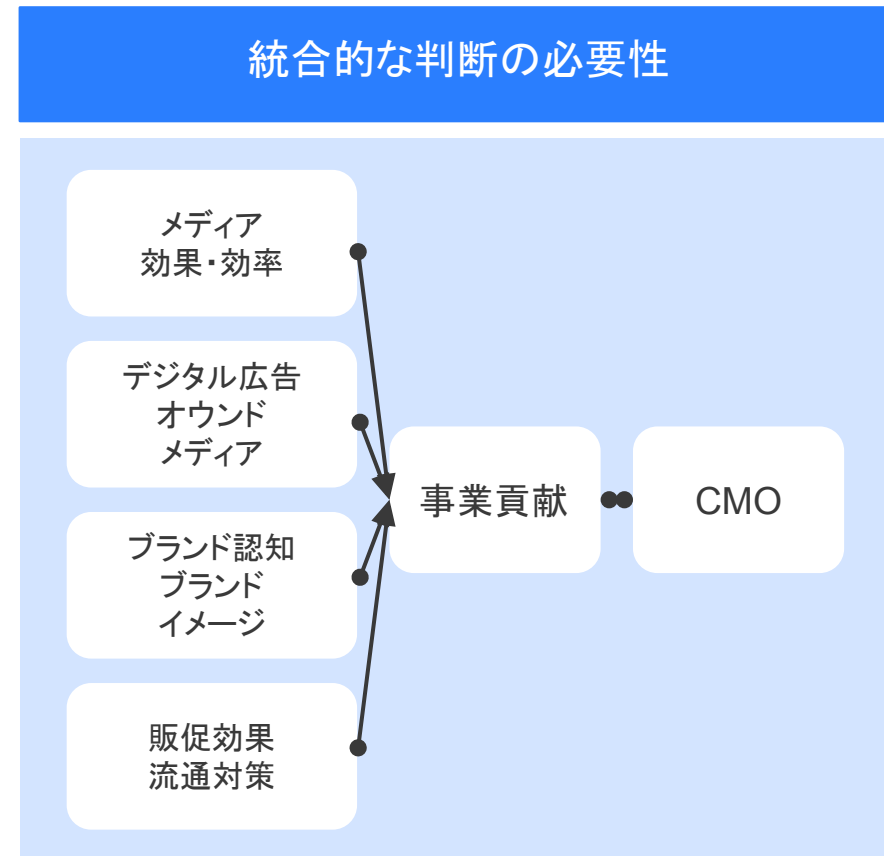 統合的な判断の必要性
メディア
効果・効率
デジタル広告
オウンド
メディア
ブランド認知
ブランド
イメージ
販促効果
流通対策
事業貢献
CMO